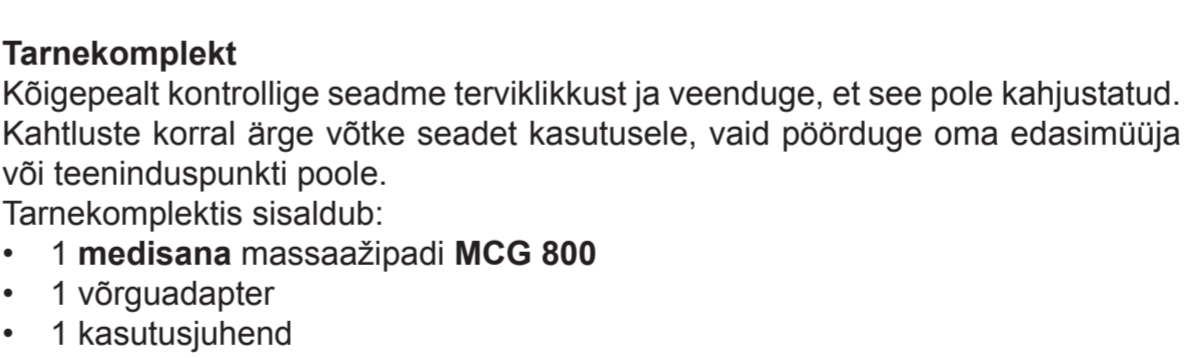 Tarnekomplekt
Kõigepealt kontrollige seadme terviklikkust ja veenduge, et see pole kahjustatud.
Kahtluste korral ärge võtke seadet kasutusele, vaid pöörduge oma edasimüüja
või teeninduspunkti poole.
Tarnekomplektis sisaldub:
• 1 medisana massaažipadi MCG 800
• 1 võrguadapter
• 1 kasutusjuhend